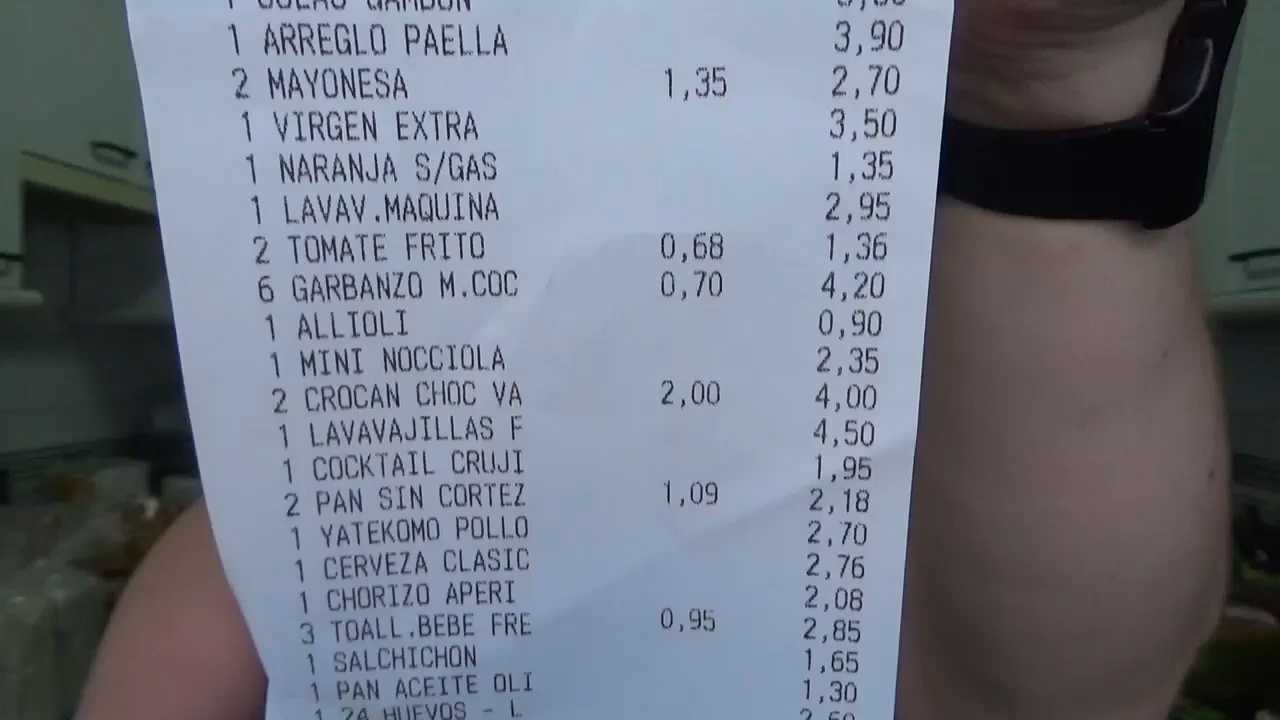 1 ARREGLO PAELLA 3,90
2 MAYONESA 1,35 2,70
1 VIRGEN EXTRA 3,50
1 NARANJA S/GAS 1,35
1 LAVAV.MAQUINA 2,95
2 TOMATE FRITO 0,68 1,36
6 GARBANZO M.COC 0,70 4,20
1 ALLIOLI 0,90
1 MINI NOCCIOLA 2,35
2 CROCAN CHOC VA 2,00 4,00
1 LAVAVAJILLAS F 4,50
1 COCKTAIL CRUJI 1,95
2 PAN SIN CORTEZ 1,09 2,18
1 YATEKOMO POLLO 2,70
1 CERVEZA CLASIC 2,76
1 CHORIZO APERI 2,08
3 TOALL.BEBE FRE 0,95 2,85
1 SALCHICHON 1,65
1 PAN ACEITE OLI 1,30
1 24 HUEVOS - L